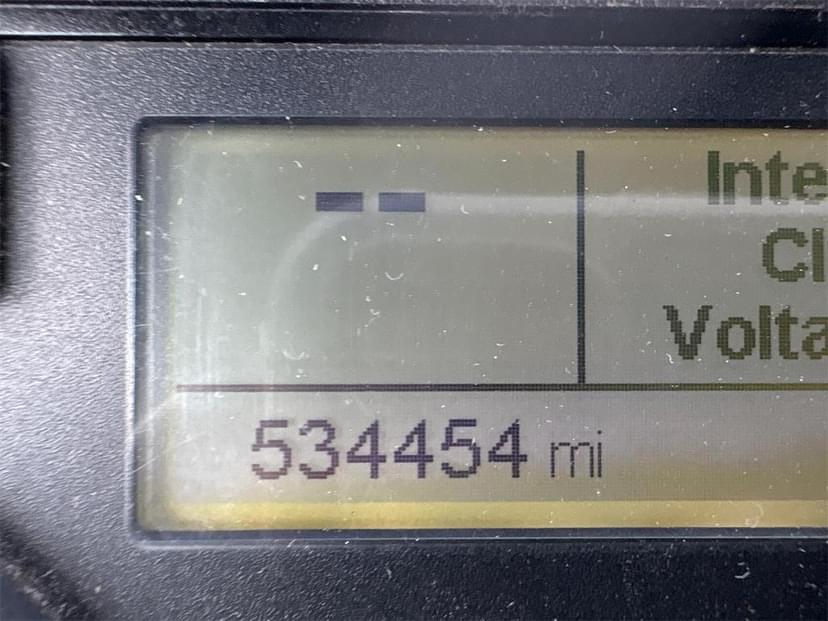 --
Inte
Cl
Volta
534454 mi